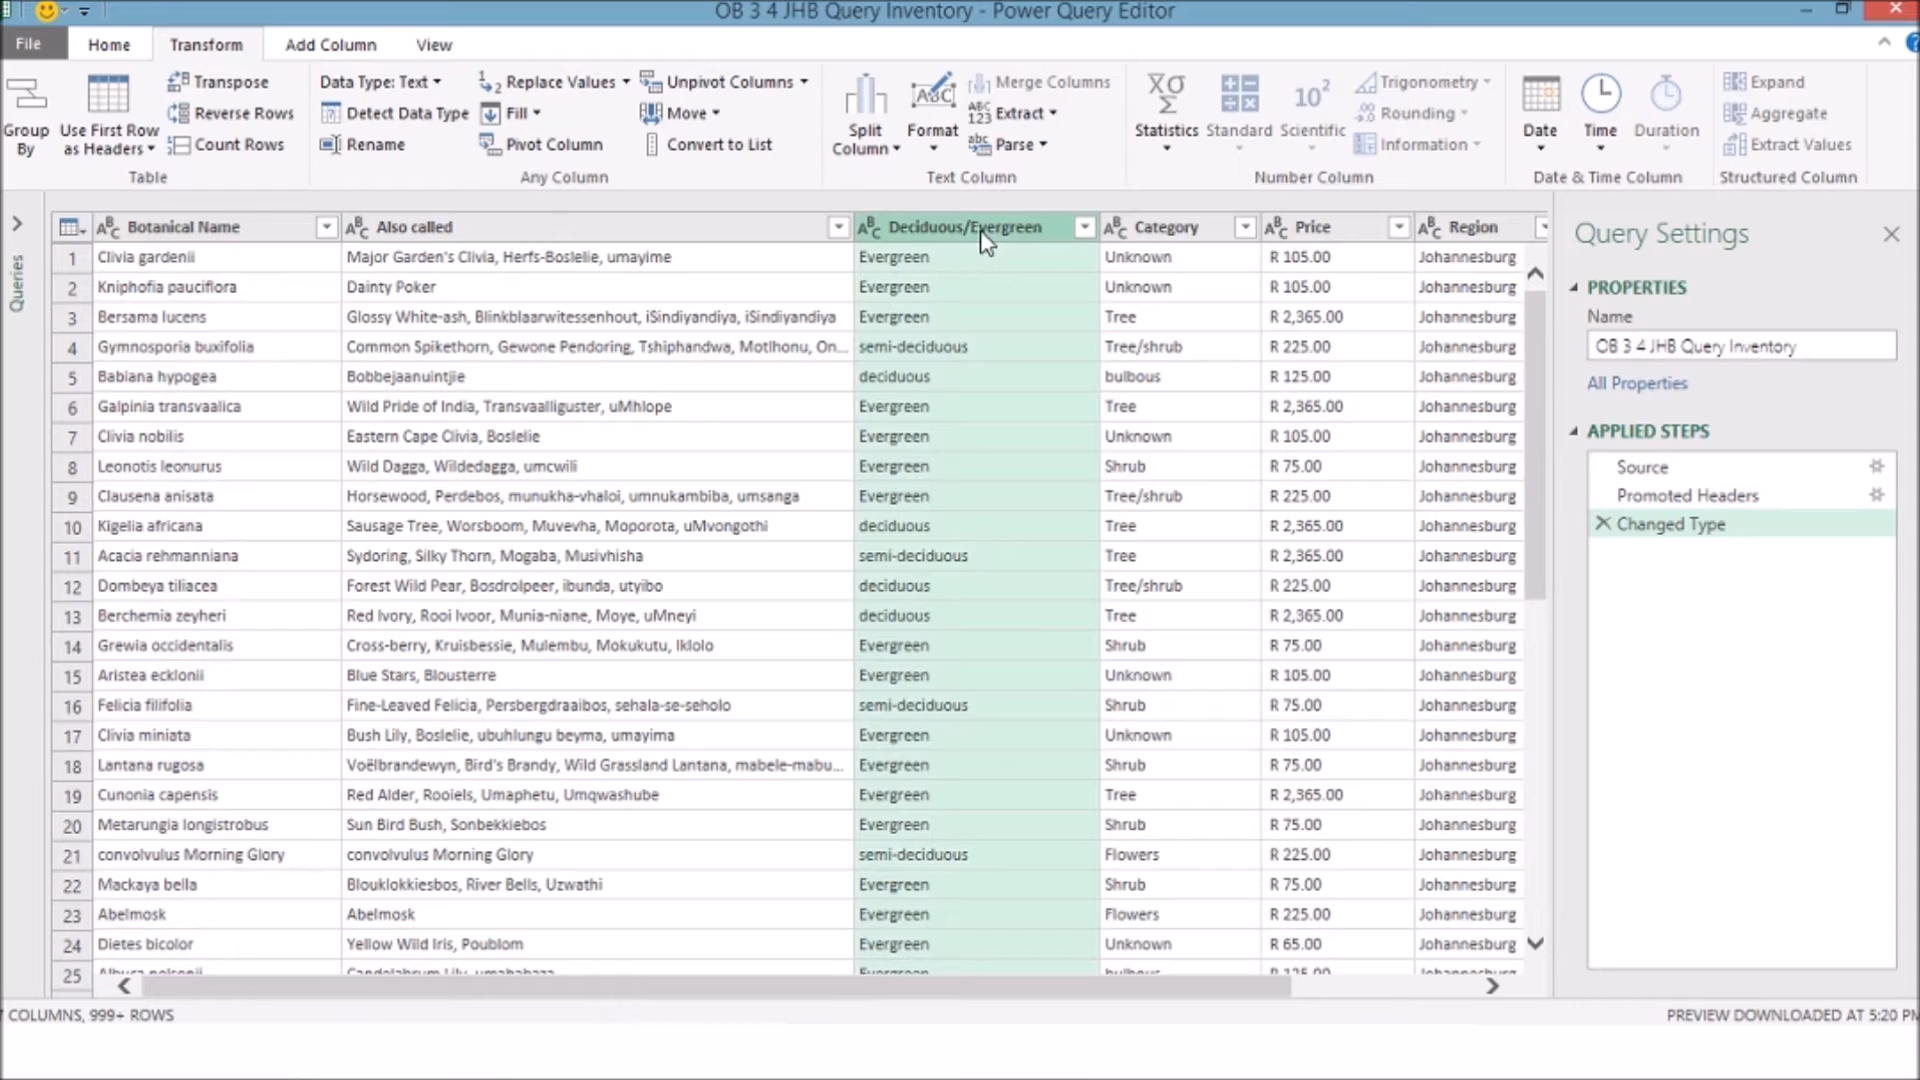 OB 3 4 JHB Query Inventory - Power Query Editor
File Home Transform Add Column View
Group By
Use First Row as Headers
Transpose
Reverse Rows
Count Rows
Table
Data Type: Text
Detect Data Type
Rename
Replace Values
Fill
Pivot Column
Unpivot Columns
Move
Convert to List
Any Column
Split Column
Format
Merge Columns
Extract
Parse
Text Column
Statistics
Standard
Scientific
Trigonometry
Rounding
Information
Number Column
Date
Time
Duration
Date & Time Column
Expand
Aggregate
Extract Values
Structured Column
Queries
Botanical Name Also called Deciduous/Evergreen Category Price Region
1 Clivia gardenii Major Garden's Clivia, Herfs-Boslelie, umayime Evergreen Unknown R 105.00 Johannesburg
2 Kniphofia pauciflora Dainty Poker Evergreen Unknown R 105.00 Johannesburg
3 Bersama lucens Glossy White-ash, Blinkblaarwitessenhout, iSindiyandiya, iSindiyandiya Evergreen Tree R 2,365.00 Johannesburg
4 Gymnosporia buxifolia Common Spikethorn, Gewone Pendoring, Tshiphandwa, Motlhonu, On... semi-deciduous Tree/shrub R 225.00 Johannesburg
5 Babiana hypogea Bobbejaanuintjie deciduous bulbous R 125.00 Johannesburg
6 Galpinia transvaalica Wild Pride of India, Transvaalliguster, uMhlope Evergreen Tree R 2,365.00 Johannesburg
7 Clivia nobilis Eastern Cape Clivia, Boslelie Evergreen Unknown R 105.00 Johannesburg
8 Leonotis leonurus Wild Dagga, Wildedagga, umcwili Evergreen Shrub R 75.00 Johannesburg
9 Clausena anisata Horsewood, Perdebos, munukha-vhaloi, umnukambiba, umsanga Evergreen Tree/shrub R 225.00 Johannesburg
10 Kigelia africana Sausage Tree, Worsboom, Muvevha, Moporota, uMvongothi deciduous Tree R 2,365.00 Johannesburg
11 Acacia rehmanniana Sydoring, Silky Thorn, Mogaba, Musivhisha semi-deciduous Tree R 2,365.00 Johannesburg
12 Dombeya tiliacea Forest Wild Pear, Bosdrolpeer, ibunda, utyibo deciduous Tree/shrub R 225.00 Johannesburg
13 Berchemia zeyheri Red Ivory, Rooi Ivoor, Munia-niane, Moye, uMneyi deciduous Tree R 2,365.00 Johannesburg
14 Grewia occidentalis Cross-berry, Kruisbessie, Mulembu, Mokukutu, Iklolo Evergreen Shrub R 75.00 Johannesburg
15 Aristea ecklonii Blue Stars, Blousterre Evergreen Unknown R 105.00 Johannesburg
16 Felicia filifolia Fine-Leaved Felicia, Persbergdraaibos, sehala-se-seholo semi-deciduous Shrub R 75.00 Johannesburg
17 Clivia miniata Bush Lily, Boslelie, ubuhlungu beyma, umayima Evergreen Unknown R 105.00 Johannesburg
18 Lantana rugosa Voëlbrandewyn, Bird's Brandy, Wild Grassland Lantana, mabele-mabu... Evergreen Shrub R 75.00 Johannesburg
19 Cunonia capensis Red Alder, Rooiels, Umaphetu, Umqwashube Evergreen Tree R 2,365.00 Johannesburg
20 Metarungia longistrobus Sun Bird Bush, Sonbekkiebos Evergreen Shrub R 75.00 Johannesburg
21 convolvulus Morning Glory convolvulus Morning Glory semi-deciduous Flowers R 225.00 Johannesburg
22 Mackaya bella Blouklokkiesbos, River Bells, Uzwathi Evergreen Shrub R 75.00 Johannesburg
23 Abelmosk Abelmosk Evergreen Flowers R 225.00 Johannesburg
24 Dietes bicolor Yellow Wild Iris, Poublom Evergreen Unknown R 65.00 Johannesburg
25
Query Settings
PROPERTIES
Name
OB 3 4 JHB Query Inventory
All Properties
APPLIED STEPS
Source
Promoted Headers
Changed Type
COLUMNS, 999+ ROWS
PREVIEW DOWNLOADED AT 5:20 PM